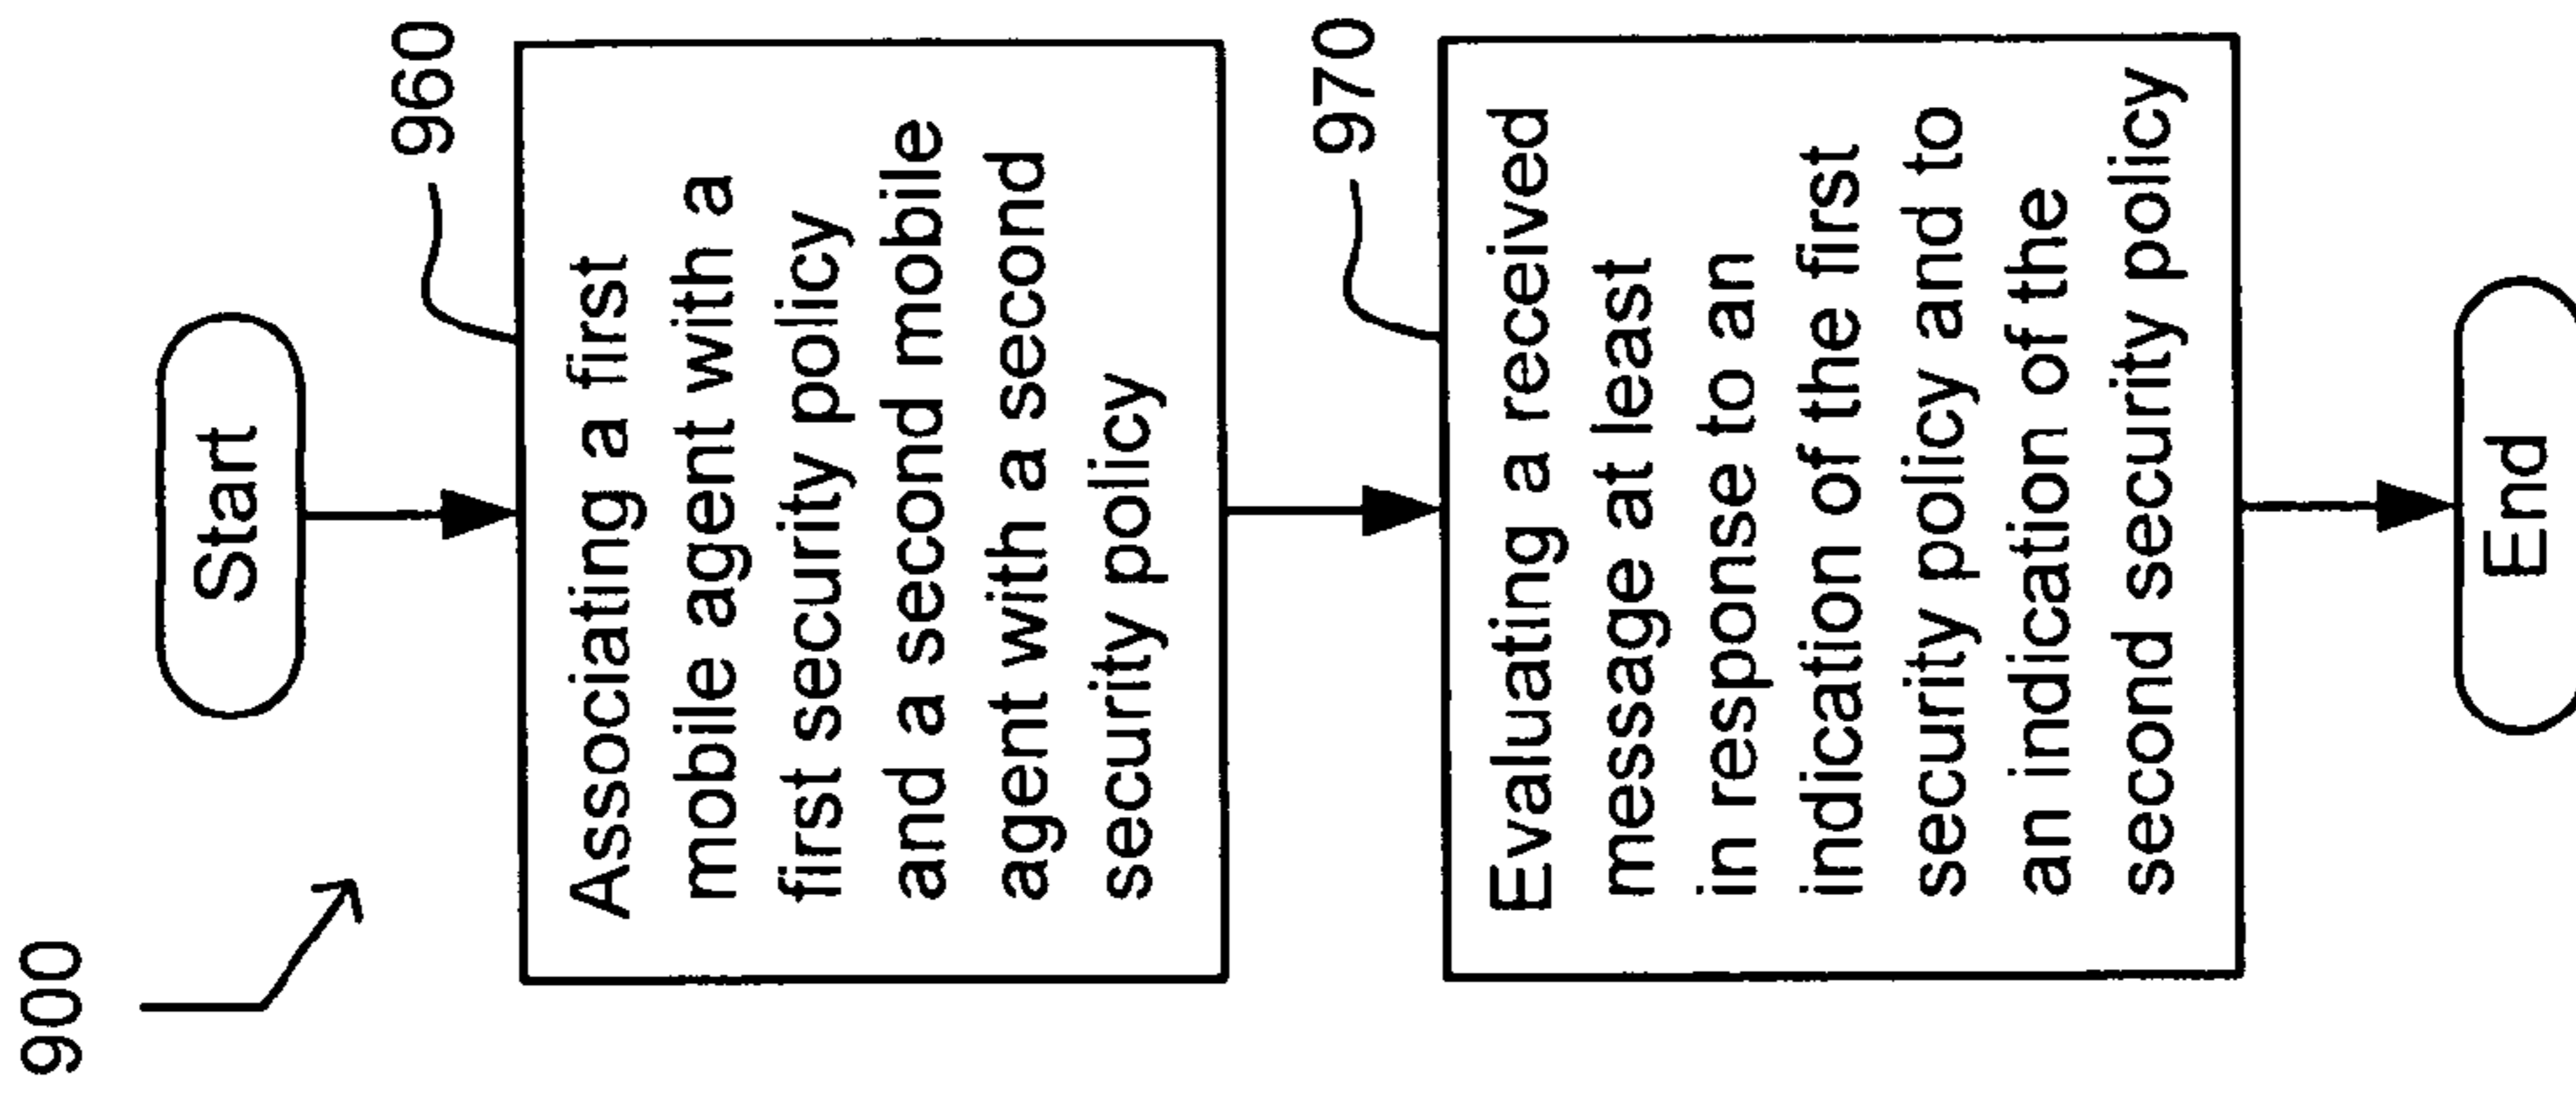 900
Start
960
Associating a first
mobile agent with a
first security policy
and a second mobile
agent with a second
security policy
970
Evaluating a received
message at least
in response to an
indication of the first
security policy and to
an indication of the
second security policy
End